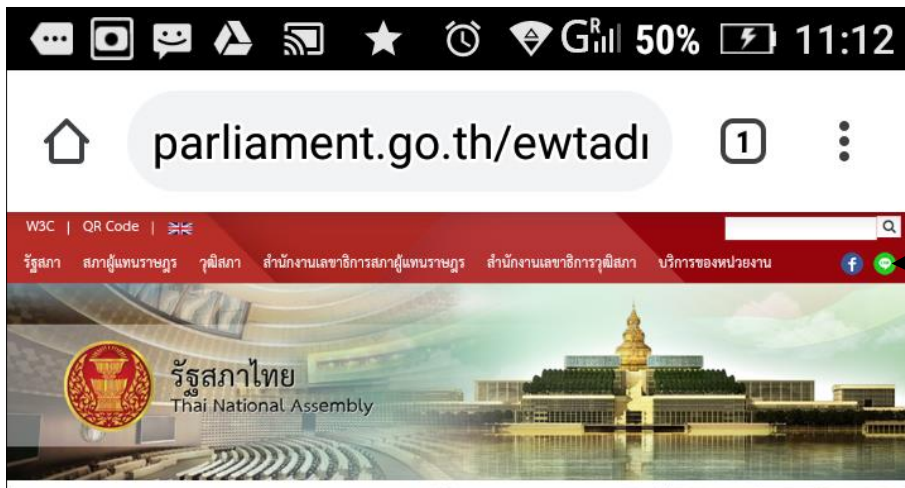 G R 50% 11:12
parliament.go.th/ewtadı
1
W3C | QR Code |
รัฐสภา สภาผู้แทนราษฎร วุฒิสภา สำนักงานเลขาธิการสภาผู้แทนราษฎร สำนักงานเลขาธิการวุฒิสภา บริการของหน่วยงาน
รัฐสภาไทย
Thai National Assembly